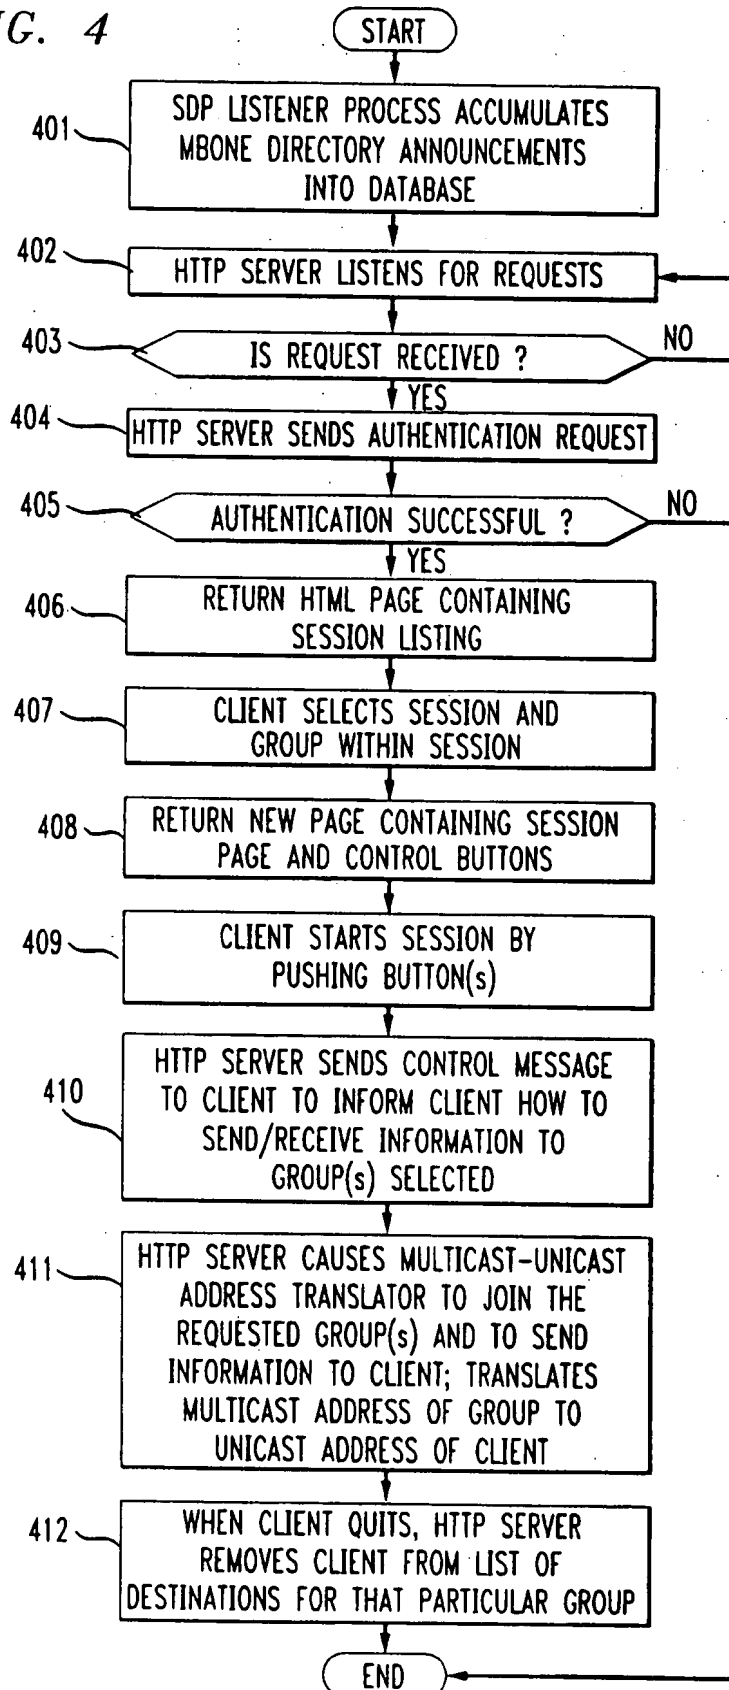 IG. 4
START
401
SDP LISTENER PROCESS ACCUMULATES
MBONE DIRECTORY ANNOUNCEMENTS
INTO DATABASE
402
HTTP SERVER LISTENS FOR REQUESTS
403
IS REQUEST RECEIVED ?
NO
YES
404
HTTP SERVER SENDS AUTHENTICATION REQUEST
405
AUTHENTICATION SUCCESSFUL ?
NO
YES
406
RETURN HTML PAGE CONTAINING
SESSION LISTING
407
CLIENT SELECTS SESSION AND
GROUP WITHIN SESSION
408
RETURN NEW PAGE CONTAINING SESSION
PAGE AND CONTROL BUTTONS
409
CLIENT STARTS SESSION BY
PUSHING BUTTON(s)
410
HTTP SERVER SENDS CONTROL MESSAGE
TO CLIENT TO INFORM CLIENT HOW TO
SEND/RECEIVE INFORMATION TO
GROUP(s) SELECTED
411
HTTP SERVER CAUSES MULTICAST-UNICAST
ADDRESS TRANSLATOR TO JOIN THE
REQUESTED GROUP(s) AND TO SEND
INFORMATION TO CLIENT; TRANSLATES
MULTICAST ADDRESS OF GROUP TO
UNICAST ADDRESS OF CLIENT
412
WHEN CLIENT QUITS, HTTP SERVER
REMOVES CLIENT FROM LIST OF
DESTINATIONS FOR THAT PARTICULAR GROUP
END